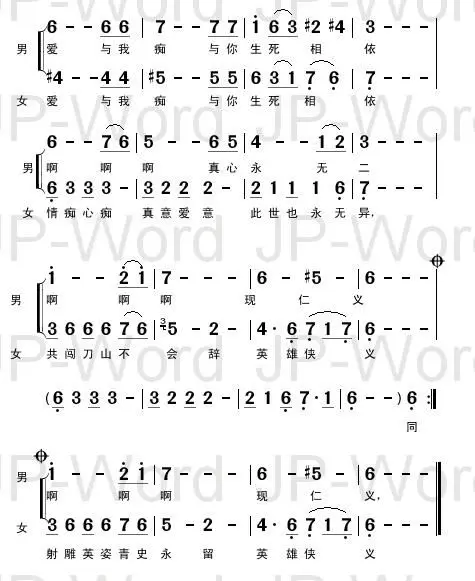 6 - - 6 6 | 7 - - 7 7 | 1 6 3 #2 #4 | 3 - - - |
男 爱 与 我 痴 与 你 生 死 相 依
#4 - - 4 4 | #5 - - 5 5 | 6 3 1 7 6 | 7 - - - |
女 爱 与 我 痴 与 你 生 死 相 依
6 - - 7 6 | 5 - - 6 5 | 4 - - 1 2 | 3 - - - |
男 啊 啊 啊 真 心 永 无 二
6 3 3 3 - | 3 2 2 2 - | 2 1 1 1 6 | 7 - - - |
女 情 痴 心 痴 真 意 爱 意 此 世 也 永 无 异,
1 - - 2 1 | 7 - - - | 6 - #5 - | 6 - - - |
男 啊 啊 啊 现 仁 义
3 6 6 6 7 6 | 3 5 - 2 - | 4· 6 7 1 7 | 6 - - - |
女 共 闯 刀 山 不 会 辞 英 雄 侠 义
( 6 3 3 3 - | 3 2 2 2 - | 2 1 6 7· 1 | 6 - - ) 6 :||
同
1 - - 2 1 | 7 - - - | 6 - #5 - | 6 - - - ||
男 啊 啊 啊 现 仁 义,
3 6 6 6 7 6 | 5 - 2 - | 4· 6 7 1 7 | 6 - - - ||
女 射 雕 英 姿 青 史 永 留 英 雄 侠 义
JP-Word JP-Word